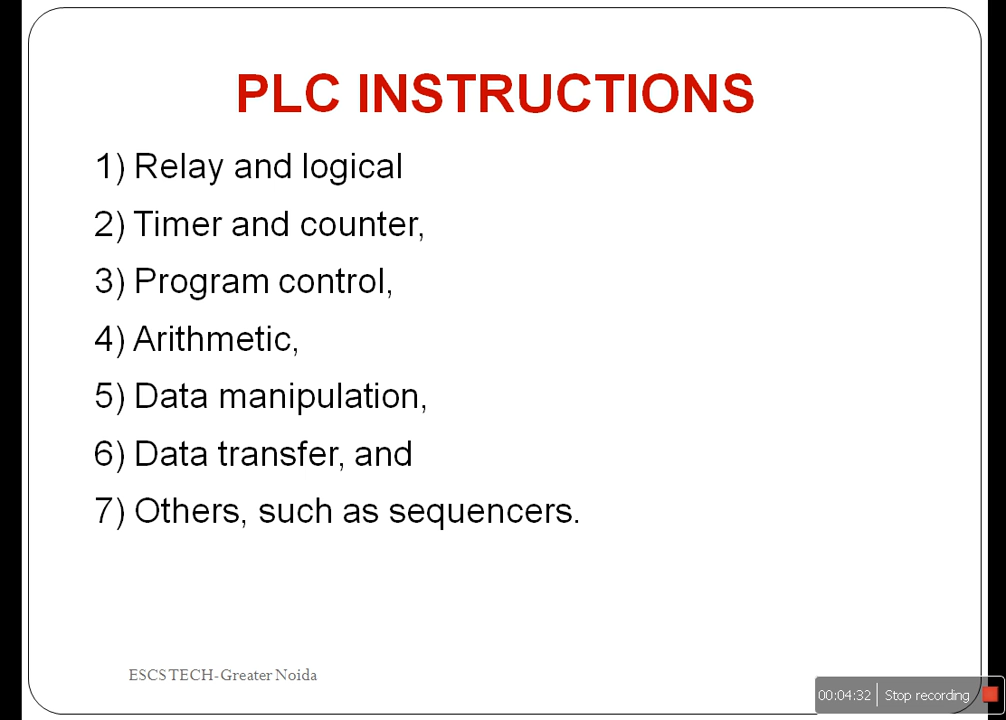 PLC INSTRUCTIONS
1) Relay and logical
2) Timer and counter,
3) Program control,
4) Arithmetic,
5) Data manipulation,
6) Data transfer, and
7) Others, such as sequencers.
ESCSTECH-Greater Noida
00:04:32 Stop recording